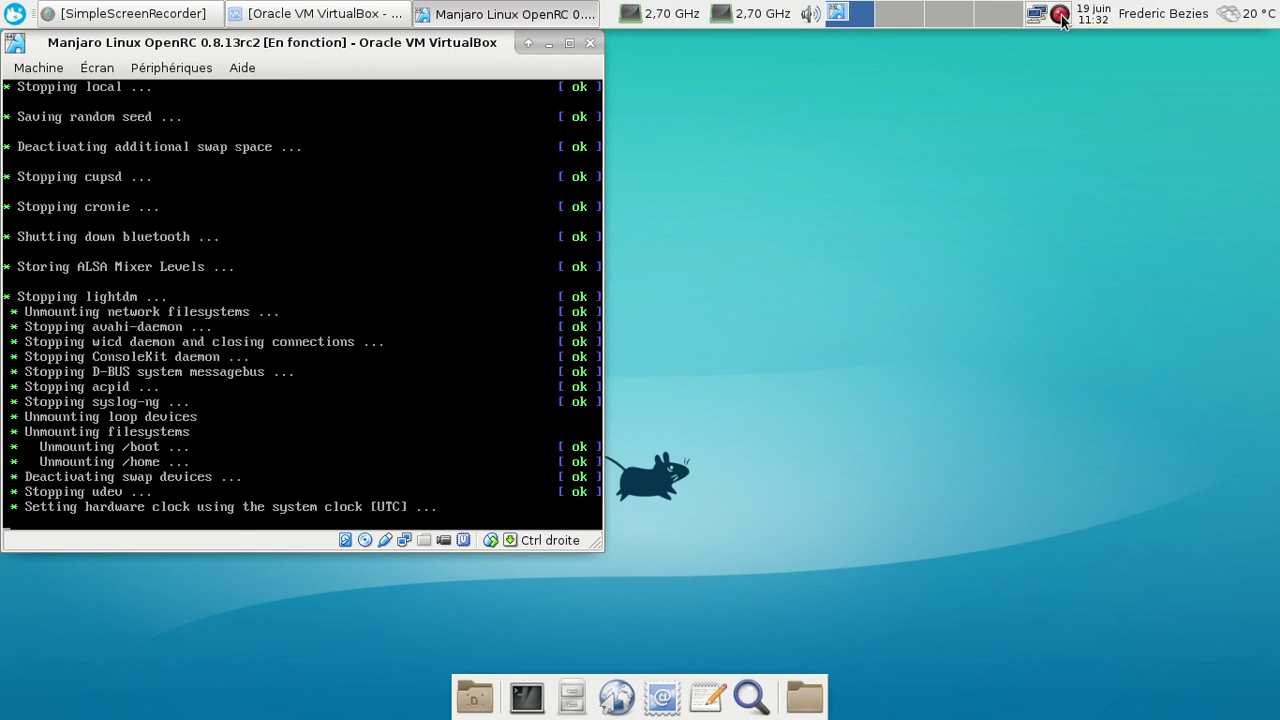 [SimpleScreenRecorder]
[Oracle VM VirtualBox - ...
Manjaro Linux OpenRC 0....
2,70 GHz
2,70 GHz
19 juin
11:32
Frederic Bezies
20 °C
Manjaro Linux OpenRC 0.8.13rc2 [En fonction] - Oracle VM VirtualBox
Machine Écran Périphériques Aide
* Stopping local ... [ ok ]
* Saving random seed ... [ ok ]
* Deactivating additional swap space ... [ ok ]
* Stopping cupsd ... [ ok ]
* Stopping cronie ... [ ok ]
* Shutting down bluetooth ... [ ok ]
* Storing ALSA Mixer Levels ... [ ok ]
* Stopping lightdm ... [ ok ]
* Unmounting network filesystems ... [ ok ]
* Stopping avahi-daemon ... [ ok ]
* Stopping wicd daemon and closing connections ... [ ok ]
* Stopping ConsoleKit daemon ... [ ok ]
* Stopping D-BUS system messagebus ... [ ok ]
* Stopping acpid ... [ ok ]
* Stopping syslog-ng ... [ ok ]
* Unmounting loop devices
* Unmounting filesystems
* Unmounting /boot ... [ ok ]
* Unmounting /home ... [ ok ]
* Deactivating swap devices ... [ ok ]
* Stopping udev ... [ ok ]
* Setting hardware clock using the system clock [UTC] ...
Ctrl droite